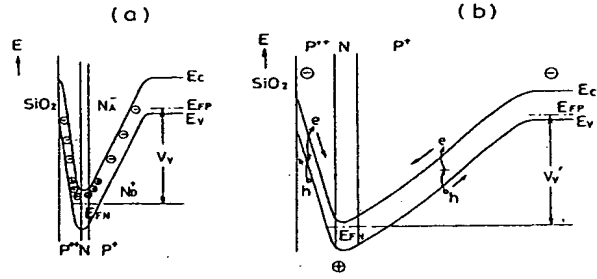 (a)
E
SiO₂
N_A^-
E_C
E_FP
E_V
V_V
N_D^+
E_FN
P⁺⁺ N P⁺
(b)
E
P⁺⁺ N P⁺
SiO₂
⊖
⊖
E_C
E_FP
E_V
e
h
e
h
V_V'
E_FN
⊕